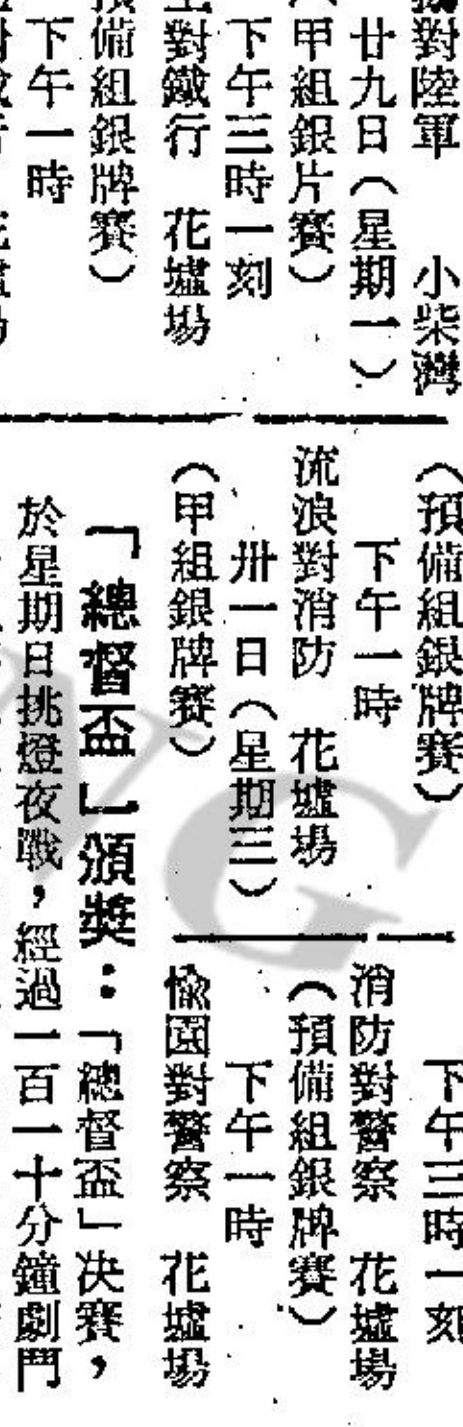 對陸軍　小柴灣
廿九日（星期一）
（甲組銀片賽）
下午三時一刻
對鐵行　花墟場
備組銀牌賽）
下午一時
（預備組銀牌賽）
下午一時
流浪對消防　花墟場
卅一日（星期三）
（甲組銀牌賽）
下午三時一刻
消防對警察　花墟場
（預備組銀牌賽）
下午一時
愉園對警察　花墟場
「總督盃」頒奬：「總督盃」决賽，
於星期日挑燈夜戰，經過一百一十分鐘劇鬥